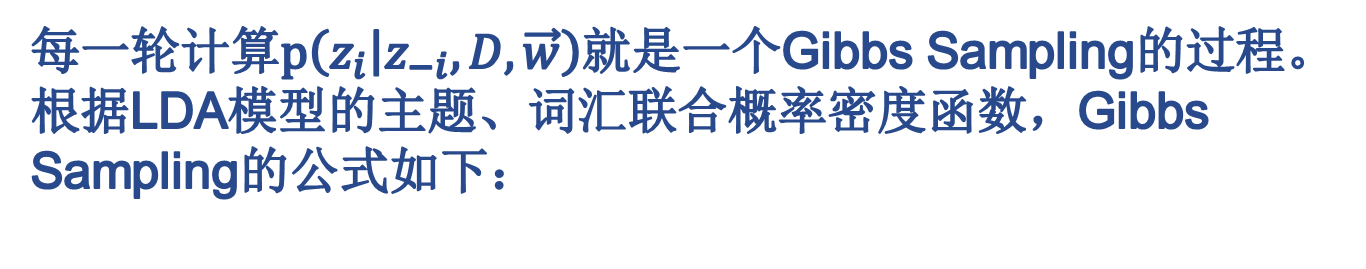 每一轮计算p(z_i|z_{-i}, D, \vec{w})就是一个Gibbs Sampling的过程。
根据LDA模型的主题、词汇联合概率密度函数，Gibbs
Sampling的公式如下：